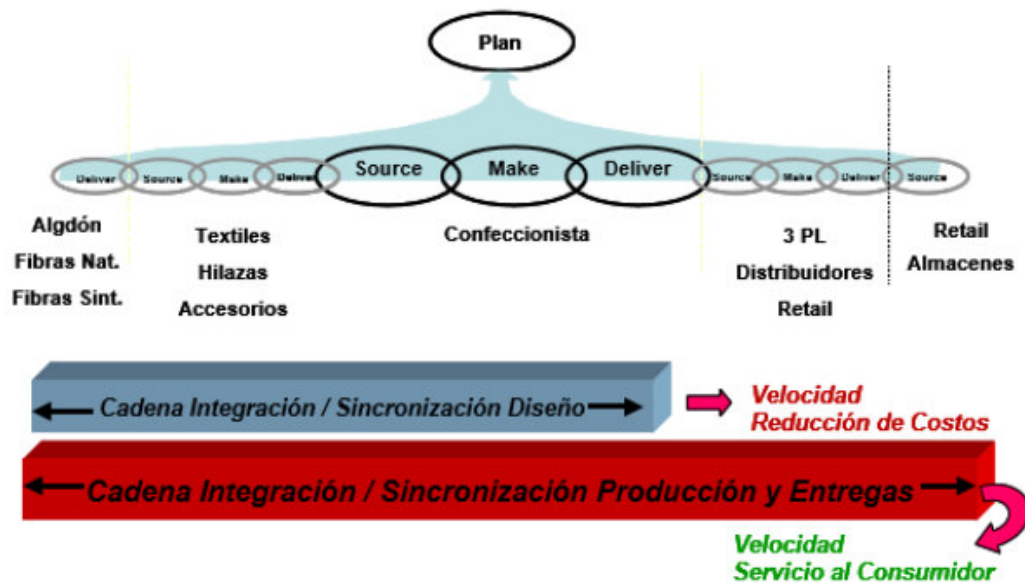 Plan
Deliver Source Make Deliver Source Make Deliver Source Make Deliver Source
Algdón
Fibras Nat.
Fibras Sint.
Textiles
Hilazas
Accesorios
Confeccionista
3 PL
Distribuidores
Retail
Retail
Almacenes
Cadena Integración / Sincronización Diseño
Velocidad
Reducción de Costos
Cadena Integración / Sincronización Producción y Entregas
Velocidad
Servicio al Consumidor